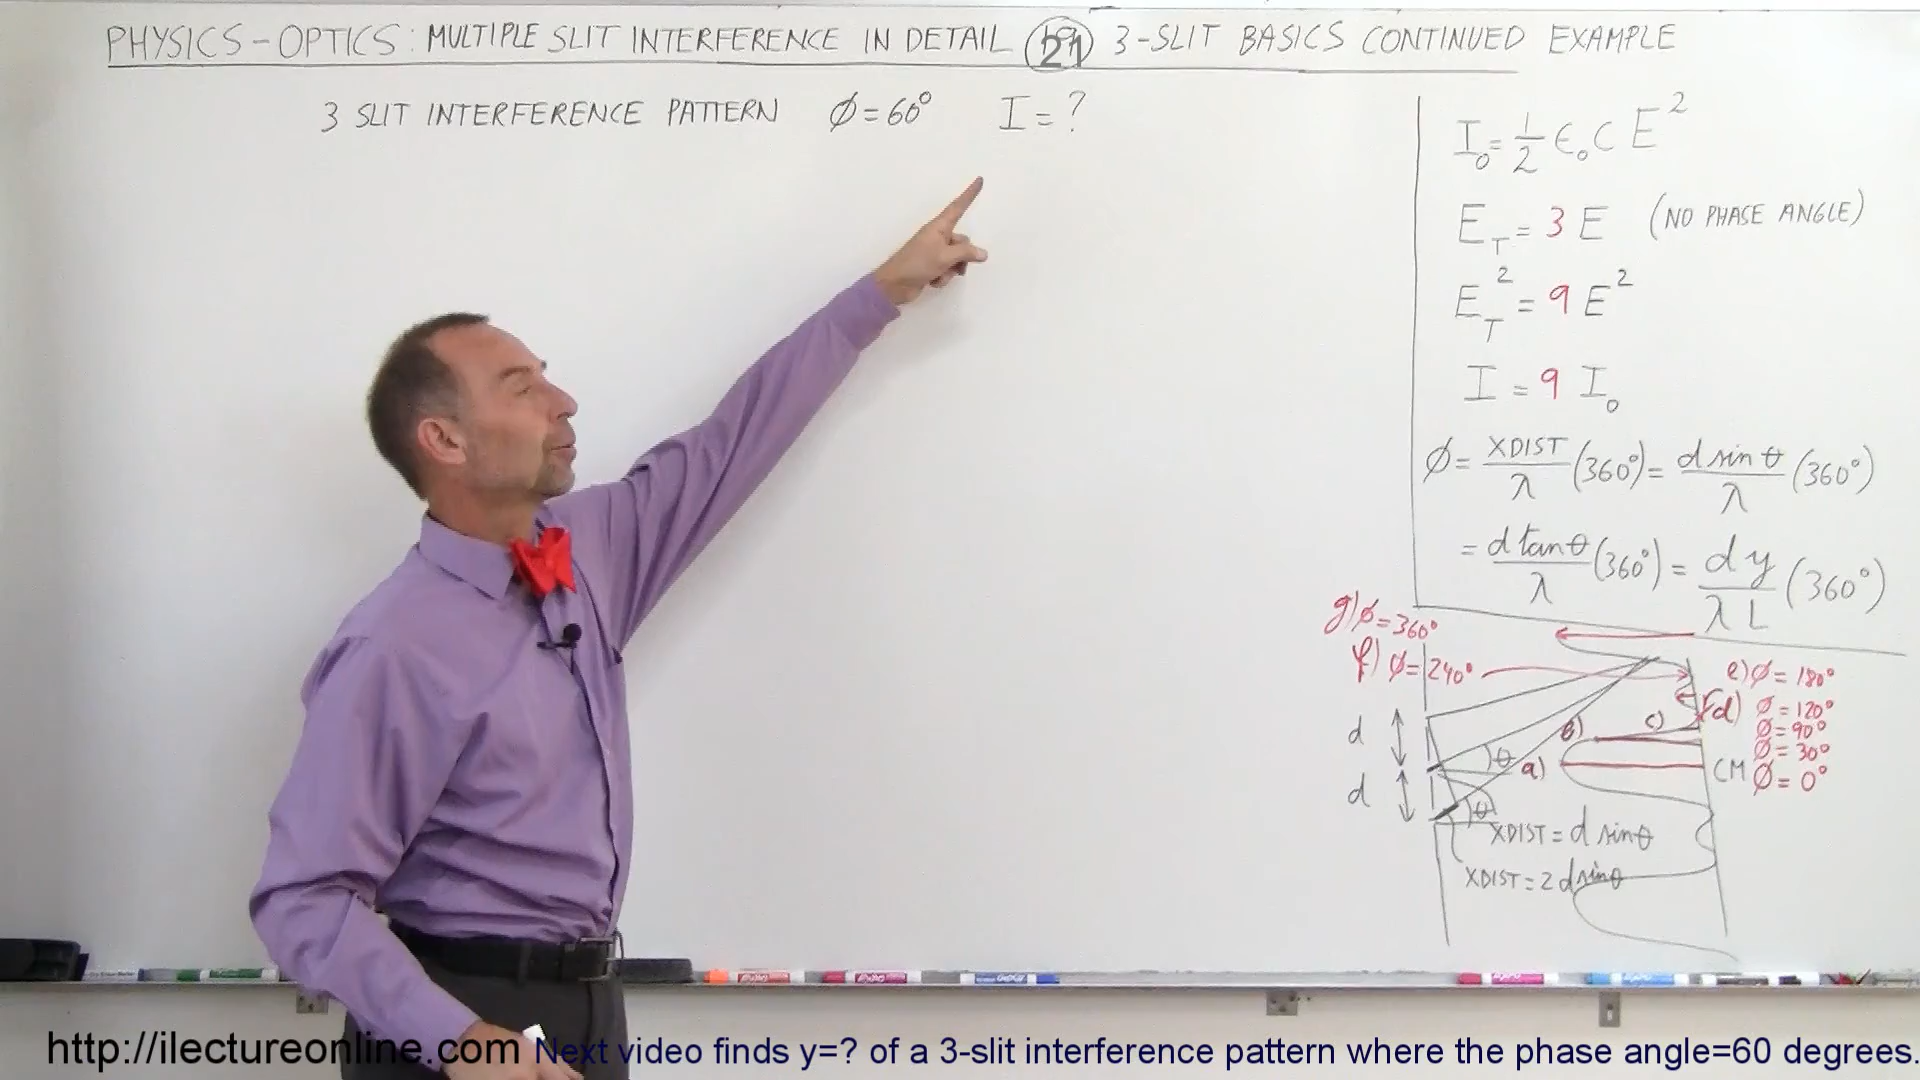 PHYSICS - OPTICS: MULTIPLE SLIT INTERFERENCE IN DETAIL 21 3-SLIT BASICS CONTINUED EXAMPLE
3 SLIT INTERFERENCE PATTERN ϕ = 60° I = ?
I₀ = 1/2 ϵ₀ C E²
E_T = 3 E (NO PHASE ANGLE)
E_T² = 9 E²
I = 9 I₀
ϕ = XDIST/λ (360°) = d sin θ/λ (360°)
= d tan θ/λ (360°) = d y/λ L (360°)
g) ϕ = 360°
f) ϕ = 240°
e) ϕ = 180°
d) ϕ = 120°
c) ϕ = 90°
b) ϕ = 30°
a) CM ϕ = 0°
d
d
θ
θ
XDIST = d sin θ
XDIST = 2 d sin θ
http://ilectureonline.com Next video finds y=? of a 3-slit interference pattern where the phase angle=60 degrees.